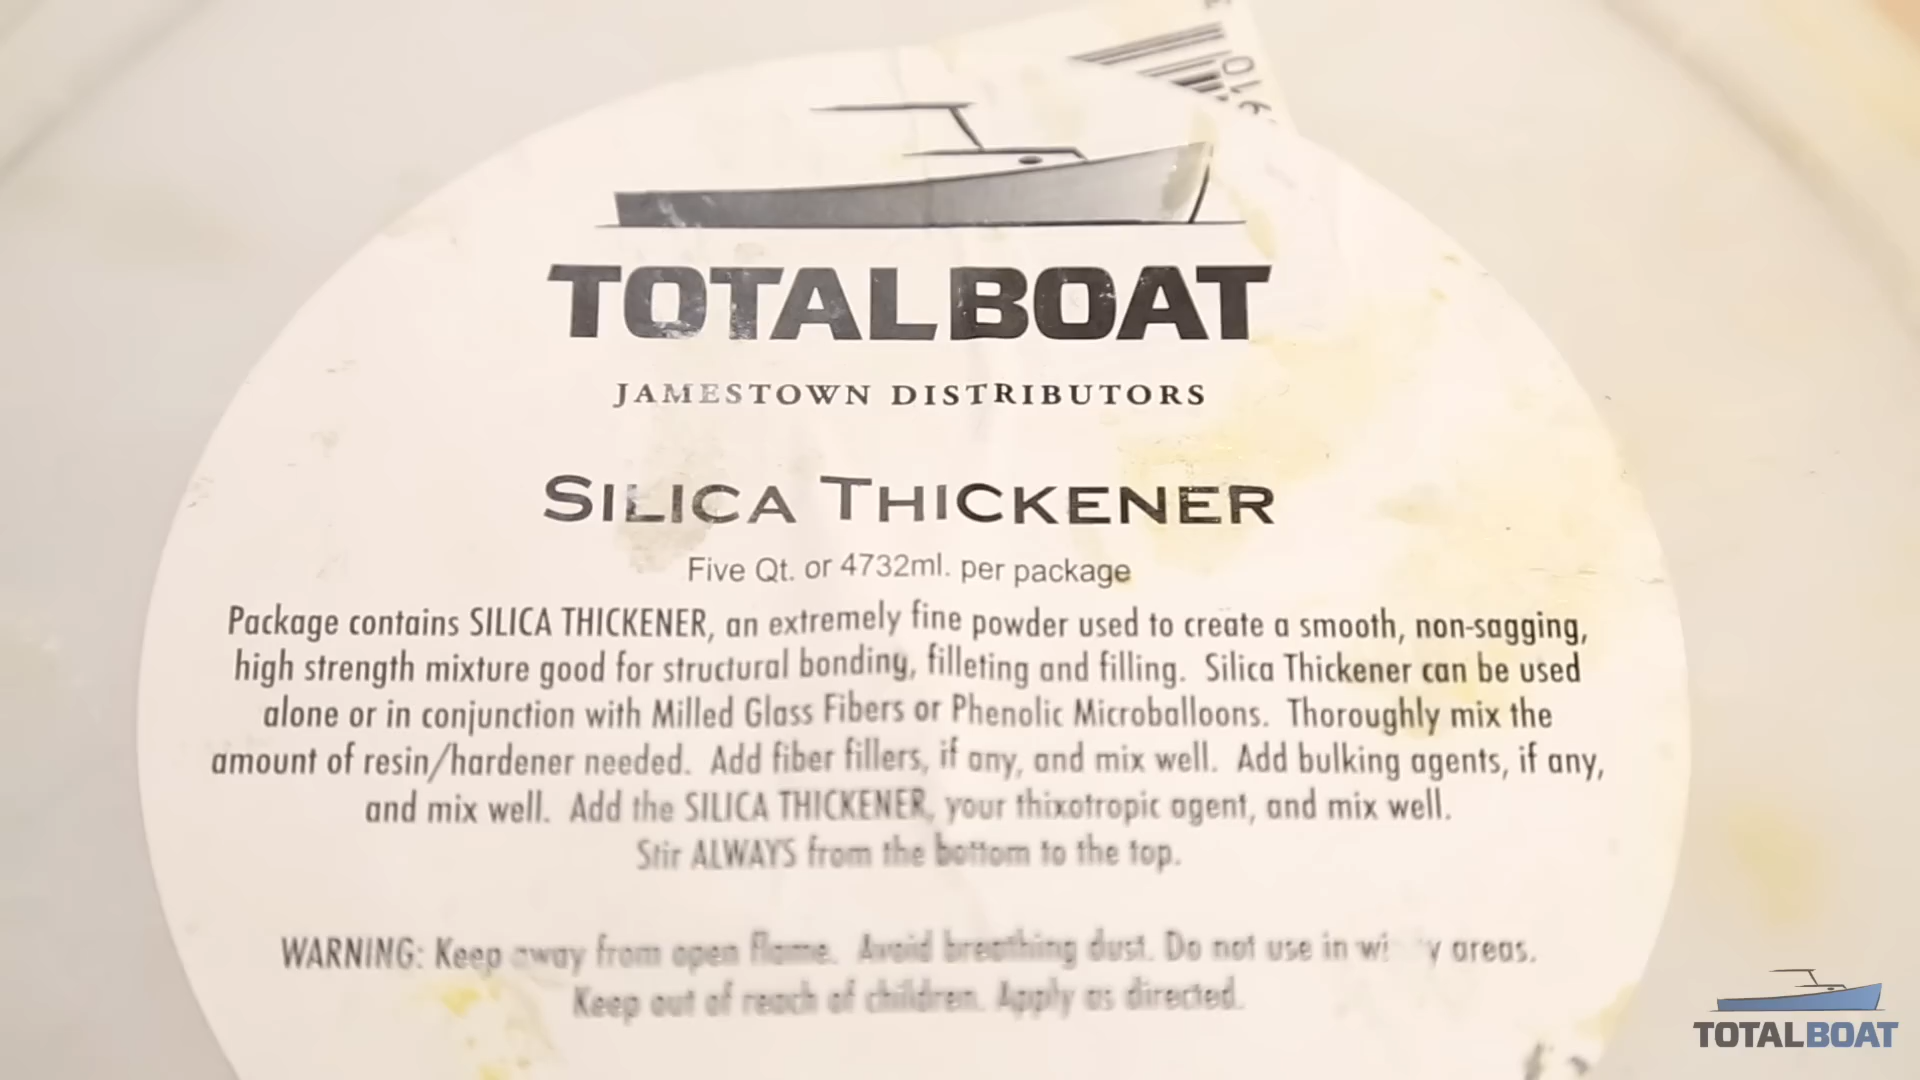 TOTALBOAT
JAMESTOWN DISTRIBUTORS
SILICA THICKENER
Five Qt. or 4732ml. per package
Package contains SILICA THICKENER, an extremely fine powder used to create a smooth, non-sagging,
high strength mixture good for structural bonding, filleting and filling. Silica Thickener can be used
alone or in conjunction with Milled Glass Fibers or Phenolic Microballoons. Thoroughly mix the
amount of resin/hardener needed. Add fiber fillers, if any, and mix well. Add bulking agents, if any,
and mix well. Add the SILICA THICKENER, your thixotropic agent, and mix well.
Stir ALWAYS from the bottom to the top.
WARNING: Keep away from open flame. Avoid breathing dust. Do not use in areas.
Keep out of reach of children. Apply as directed.
TOTALBOAT